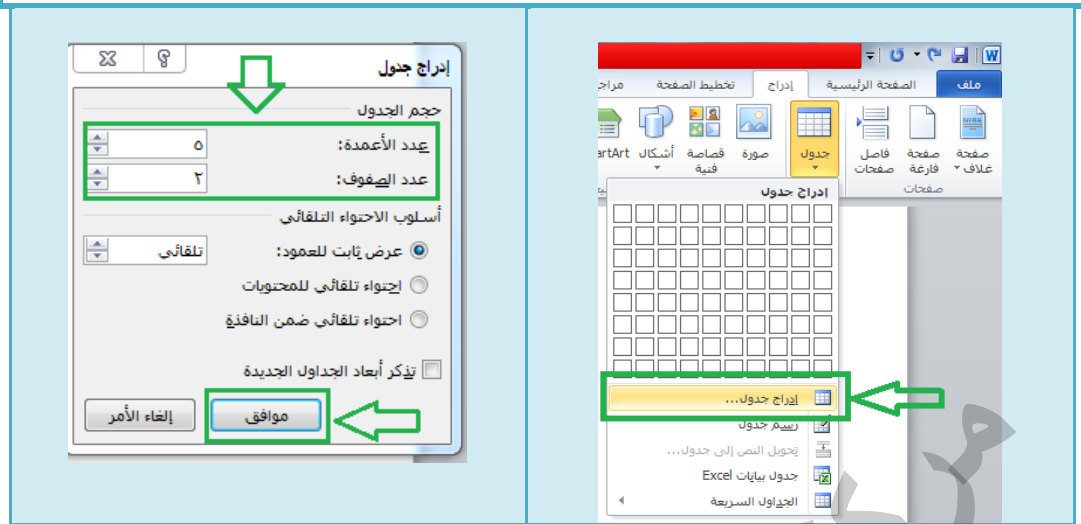 ملف
الصفحة الرئيسية
إدراج
تخطيط الصفحة
صفحة غلاف
صفحة فارغة
فاصل صفحات
جدول
صورة
قصاصة فنية
أشكال
صفحات
إدراج جدول
إدراج جدول...
رسم جدول
تحويل النص إلى جدول...
جدول بيانات Excel
الجداول السريعة
إدراج جدول
حجم الجدول
عدد الأعمدة: ٥
عدد الصفوف: ٢
أسلوب الاحتواء التلقائي
عرض ثابت للعمود: تلقائي
احتواء تلقائي للمحتويات
احتواء تلقائي ضمن النافذة
تذكر أبعاد الجداول الجديدة
موافق
إلغاء الأمر